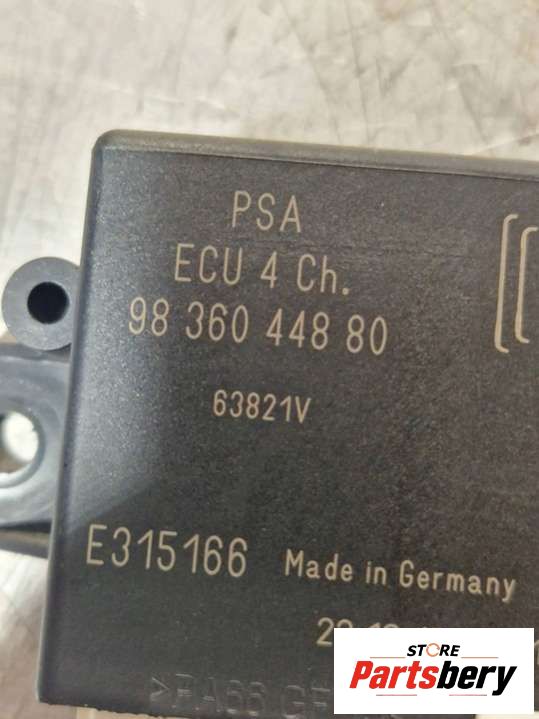 PSA
ECU 4 Ch.
98 360 448 80
63821V
E315166 Made in Germany
STORE
Partsbery